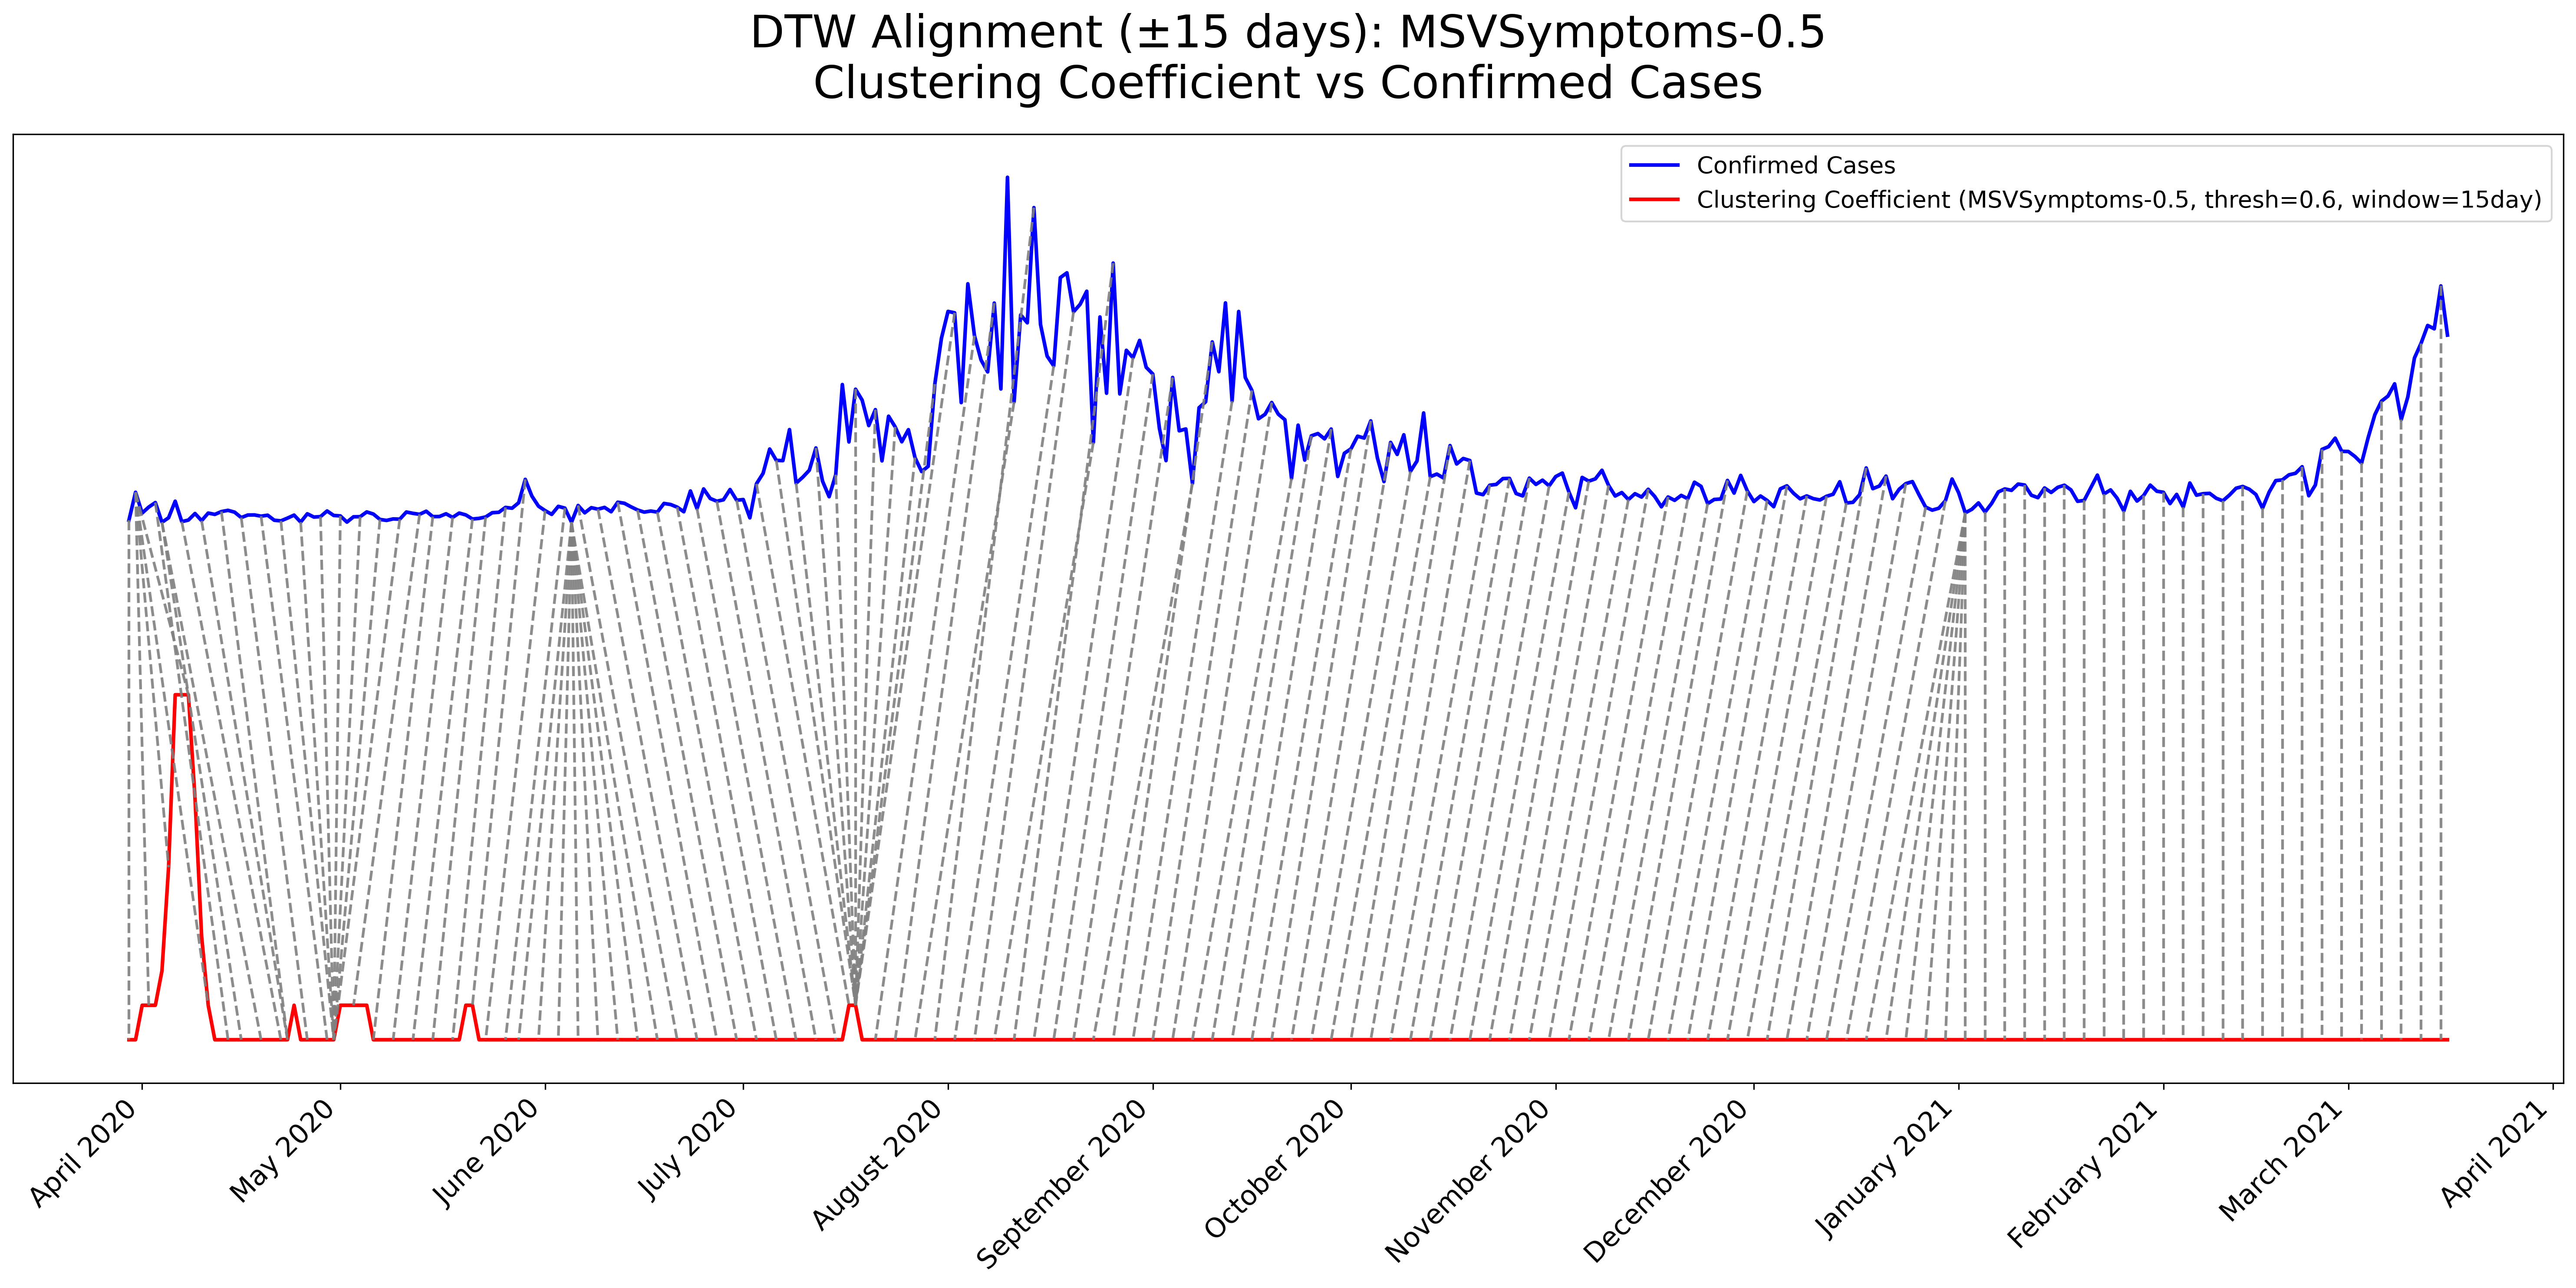 DTW Alignment (±15 days): MSVSymptoms-0.5
Clustering Coefficient vs Confirmed Cases
Confirmed Cases
Clustering Coefficient (MSVSymptoms-0.5, thresh=0.6, window=15day)
April 2020
May 2020
June 2020
July 2020
August 2020
September 2020
October 2020
November 2020
December 2020
January 2021
February 2021
March 2021
April 2021